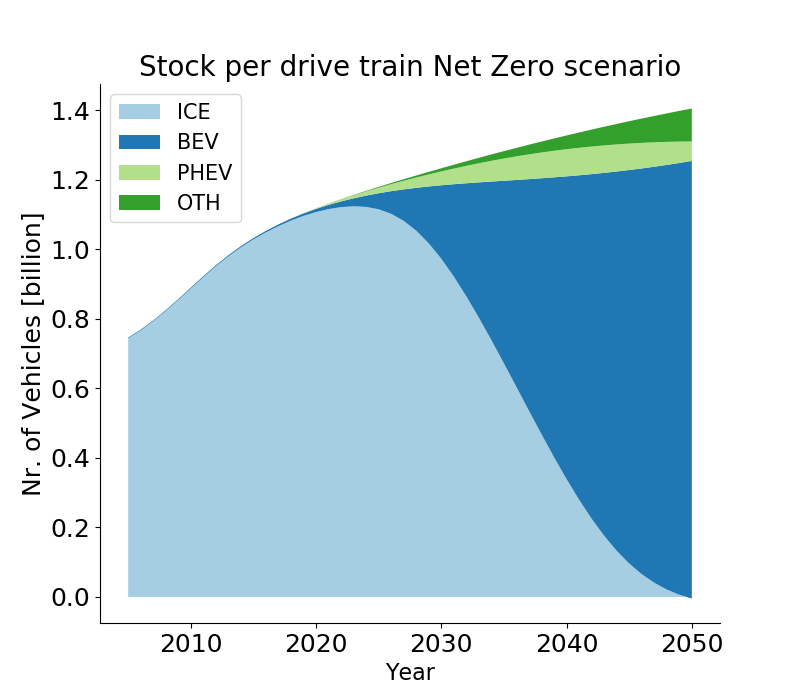 Stock per drive train Net Zero scenario
ICE
BEV
PHEV
OTH
Nr. of Vehicles [billion]
1.4
1.2
1.0
0.8
0.6
0.4
0.2
0.0
2010 2020 2030 2040 2050
Year